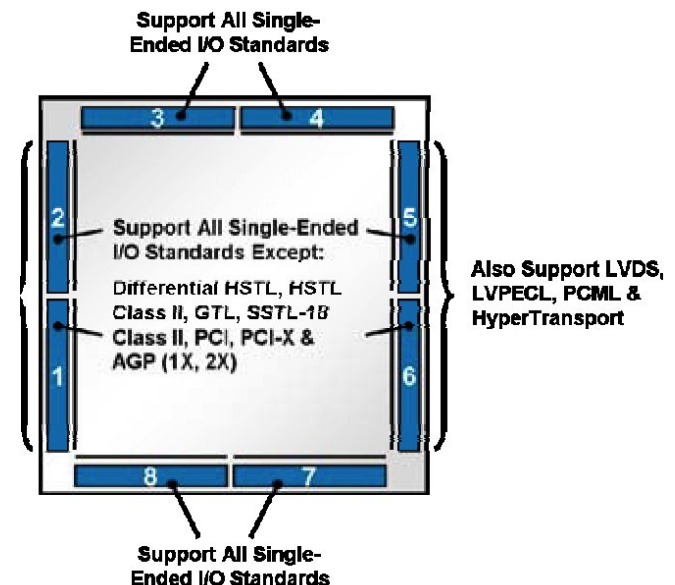 Support All Single-
Ended I/O Standards
3
4
2
5
Support All Single-Ended
I/O Standards Except:
Differential HSTL, HSTL
Class II, GTL, SSTL-18
Class II, PCI, PCI-X &
AGP (1X, 2X)
Also Support LVDS,
LVPECL, PCML &
HyperTransport
1
6
8
7
Support All Single-
Ended I/O Standards